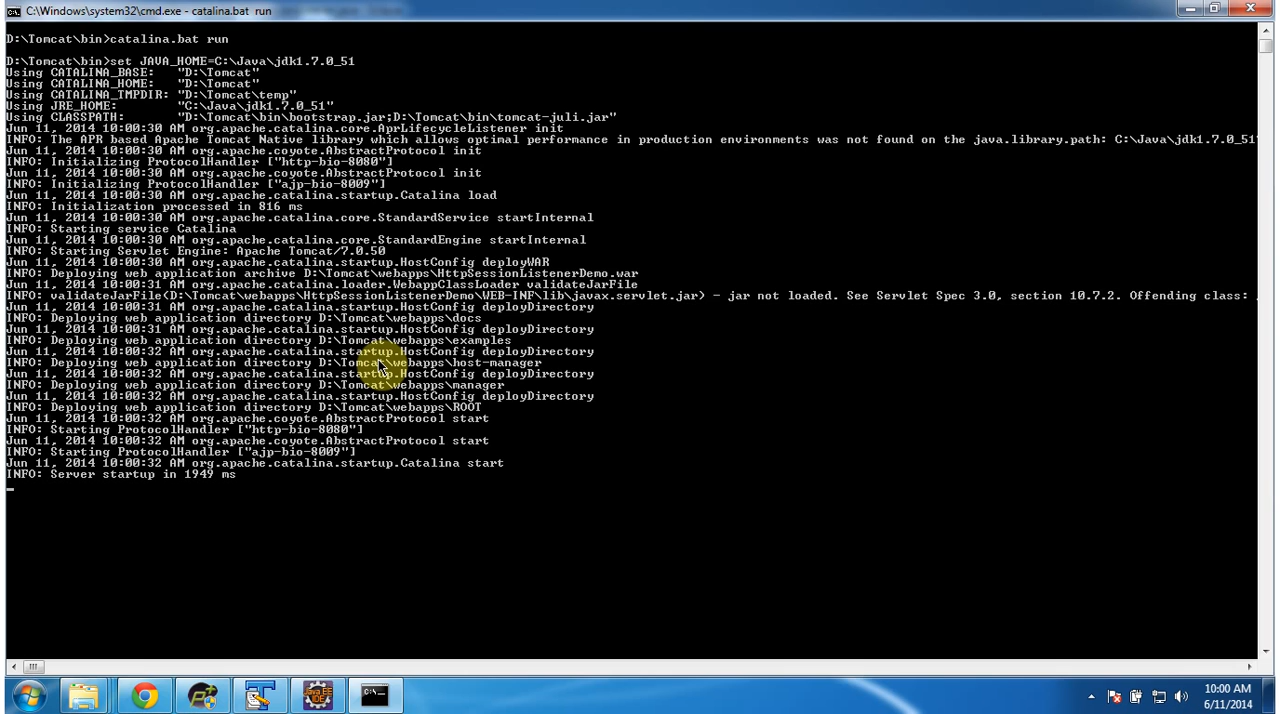 C:\Windows\system32\cmd.exe - catalina.bat run
D:\Tomcat\bin>catalina.bat run
D:\Tomcat\bin>set JAVA_HOME=C:\Java\jdk1.7.0_51
Using CATALINA_BASE: "D:\Tomcat"
Using CATALINA_HOME: "D:\Tomcat"
Using CATALINA_TMPDIR: "D:\Tomcat\temp"
Using JRE_HOME: "C:\Java\jdk1.7.0_51"
Using CLASSPATH: "D:\Tomcat\bin\bootstrap.jar;D:\Tomcat\bin\tomcat-juli.jar"
Jun 11, 2014 10:00:30 AM org.apache.catalina.core.AprLifecycleListener init
INFO: The APR based Apache Tomcat Native library which allows optimal performance in production environments was not found on the java.library.path: C:\Java\jdk1.7.0_51
Jun 11, 2014 10:00:30 AM org.apache.coyote.AbstractProtocol init
INFO: Initializing ProtocolHandler ["http-bio-8080"]
Jun 11, 2014 10:00:30 AM org.apache.coyote.AbstractProtocol init
INFO: Initializing ProtocolHandler ["ajp-bio-8009"]
Jun 11, 2014 10:00:30 AM org.apache.catalina.startup.Catalina load
INFO: Initialization processed in 816 ms
Jun 11, 2014 10:00:30 AM org.apache.catalina.core.StandardService startInternal
INFO: Starting service Catalina
Jun 11, 2014 10:00:30 AM org.apache.catalina.core.StandardEngine startInternal
INFO: Starting Servlet Engine: Apache Tomcat/7.0.50
Jun 11, 2014 10:00:30 AM org.apache.catalina.startup.HostConfig deployWAR
INFO: Deploying web application archive D:\Tomcat\webapps\HttpSessionListenerDemo.war
Jun 11, 2014 10:00:31 AM org.apache.catalina.loader.WebappClassLoader validateJarFile
INFO: validateJarFile(D:\Tomcat\webapps\HttpSessionListenerDemo\WEB-INF\lib\javax.servlet.jar) - jar not loaded. See Servlet Spec 3.0, section 10.7.2. Offending class:
Jun 11, 2014 10:00:31 AM org.apache.catalina.startup.HostConfig deployDirectory
INFO: Deploying web application directory D:\Tomcat\webapps\docs
Jun 11, 2014 10:00:31 AM org.apache.catalina.startup.HostConfig deployDirectory
INFO: Deploying web application directory D:\Tomcat\webapps\examples
Jun 11, 2014 10:00:32 AM org.apache.catalina.startup.HostConfig deployDirectory
INFO: Deploying web application directory D:\Tomcat\webapps\host-manager
Jun 11, 2014 10:00:32 AM org.apache.catalina.startup.HostConfig deployDirectory
INFO: Deploying web application directory D:\Tomcat\webapps\manager
Jun 11, 2014 10:00:32 AM org.apache.catalina.startup.HostConfig deployDirectory
INFO: Deploying web application directory D:\Tomcat\webapps\ROOT
Jun 11, 2014 10:00:32 AM org.apache.coyote.AbstractProtocol start
INFO: Starting ProtocolHandler ["http-bio-8080"]
Jun 11, 2014 10:00:32 AM org.apache.coyote.AbstractProtocol start
INFO: Starting ProtocolHandler ["ajp-bio-8009"]
Jun 11, 2014 10:00:32 AM org.apache.catalina.startup.Catalina start
INFO: Server startup in 1949 ms
Java EE
IDE
C:\.
10:00 AM
6/11/2014